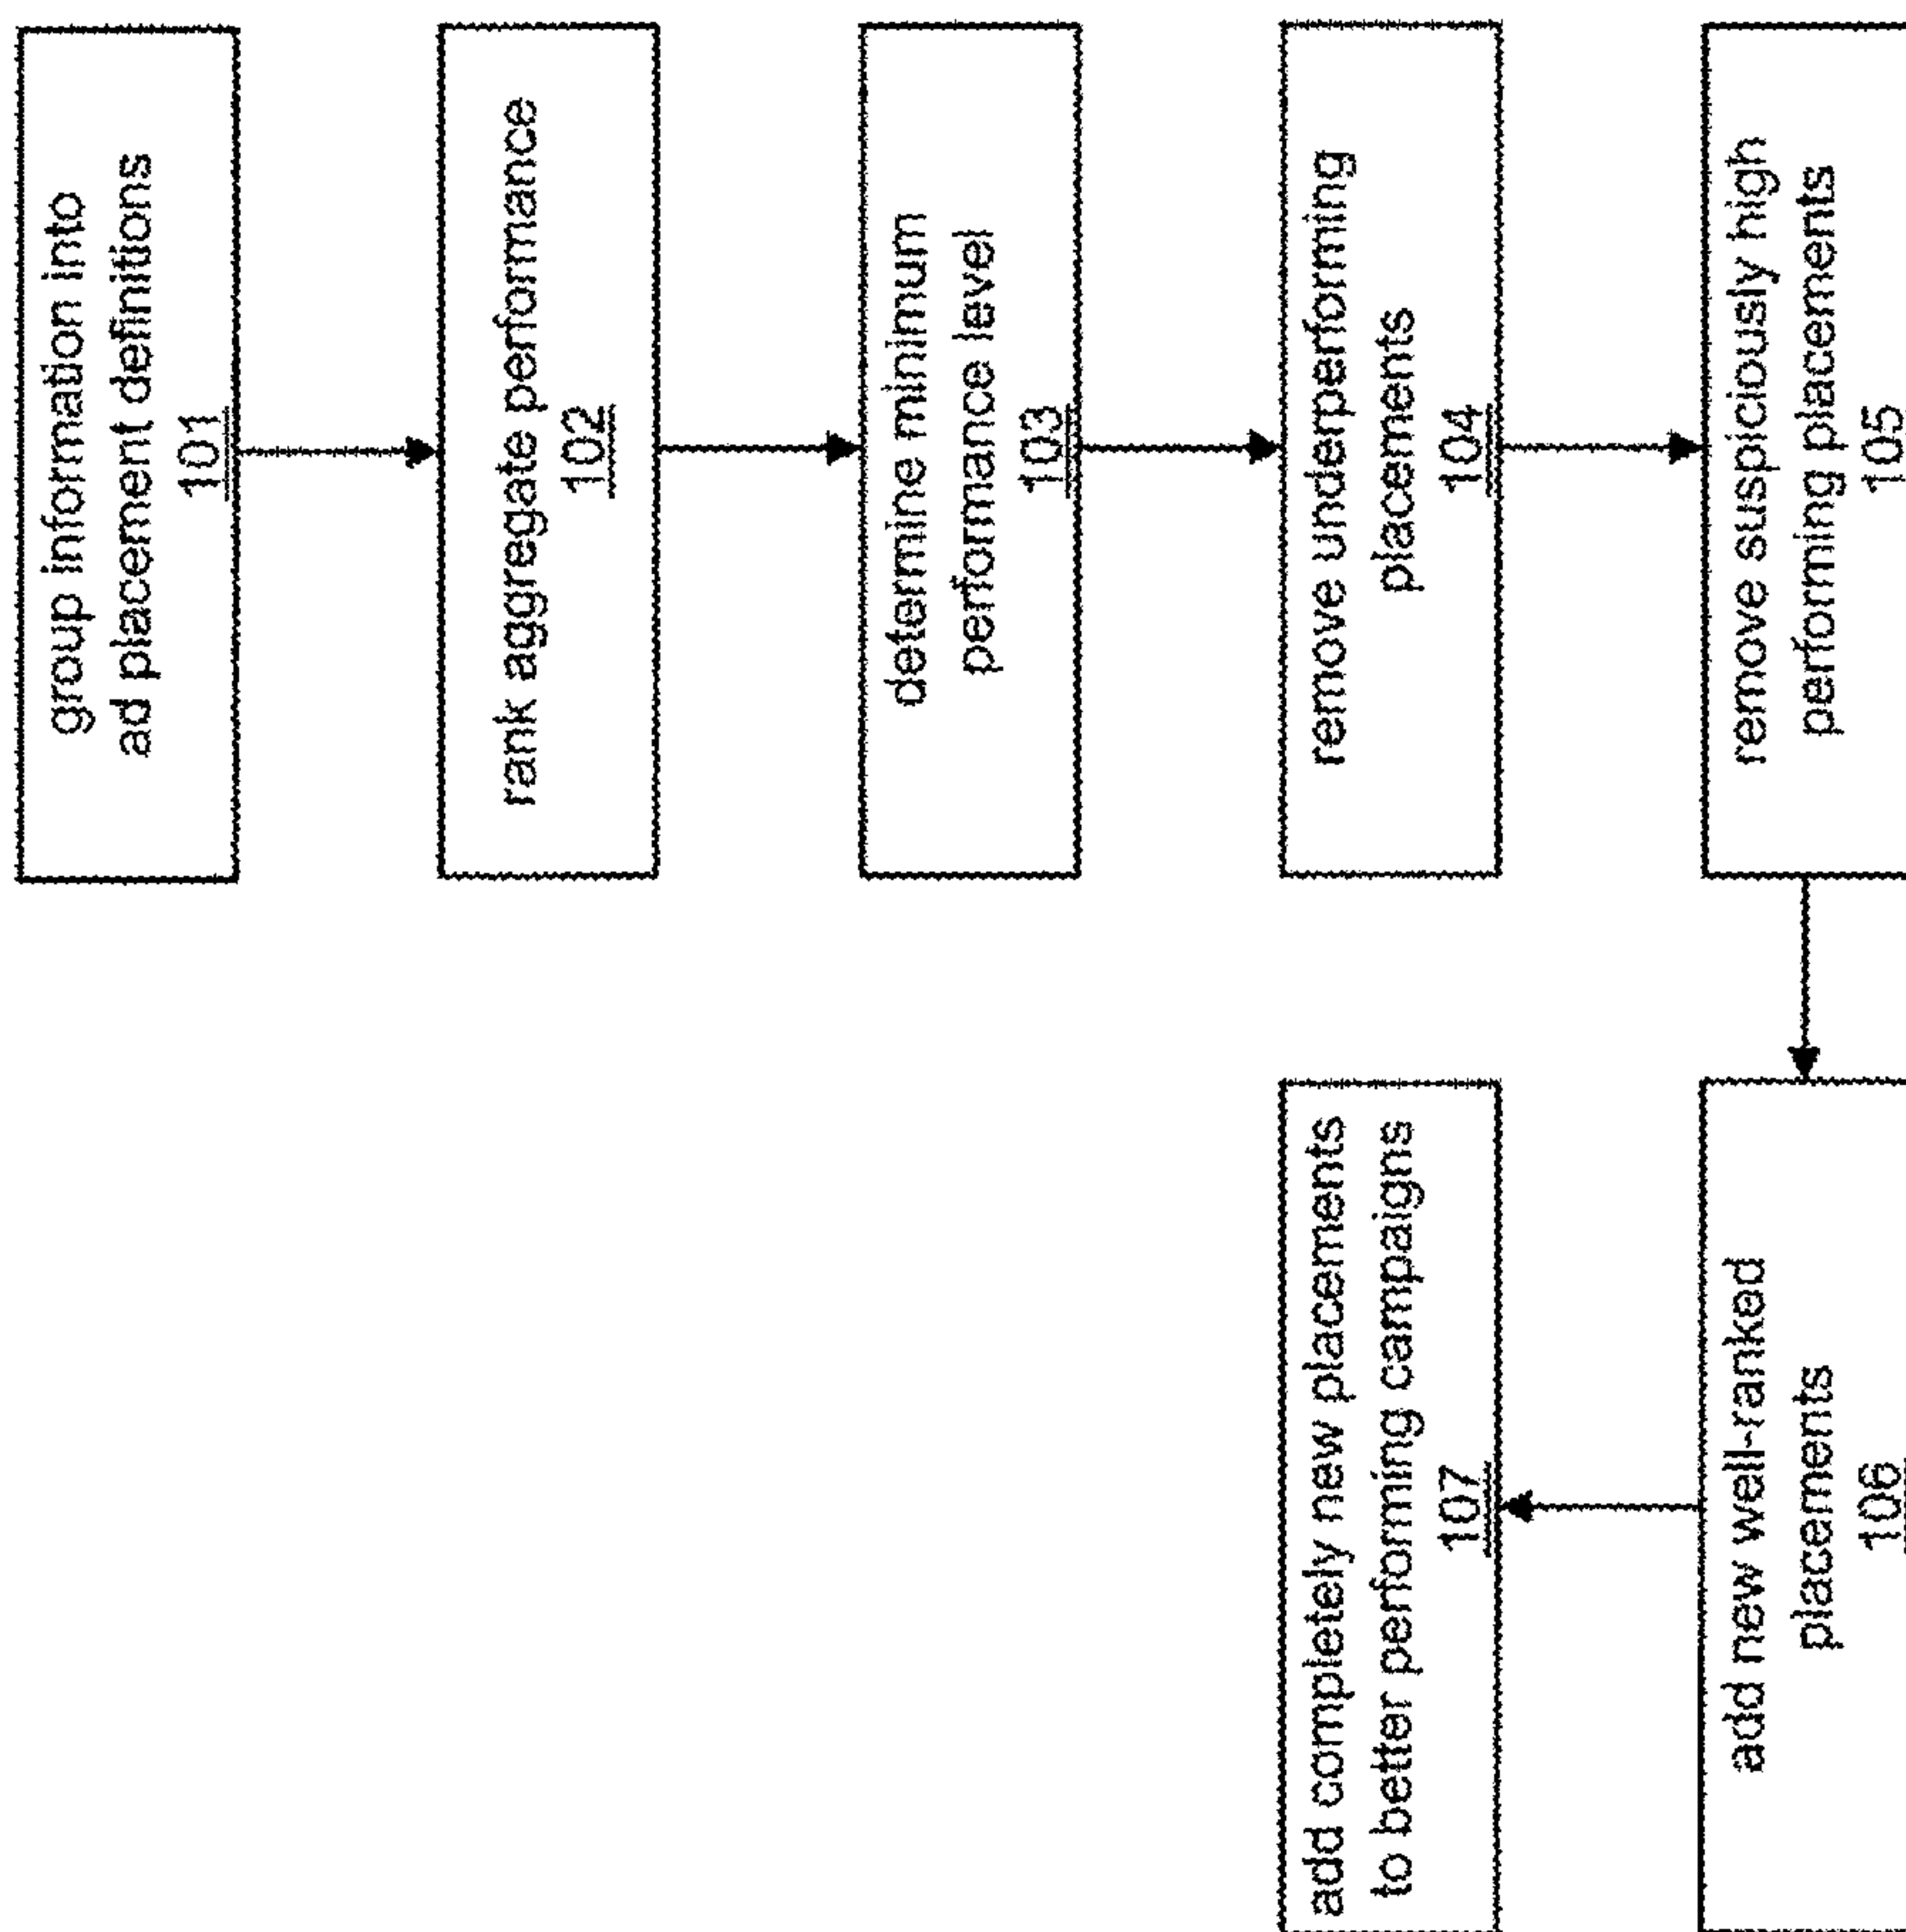 group information into
ad placement definitions
101
rank aggregate performance
102
determine minimum
performance level
103
remove underperforming
placements
104
remove suspiciously high
performing placements
105
add new well-ranked
placements
106
add completely new placements
to better performing campaigns
107